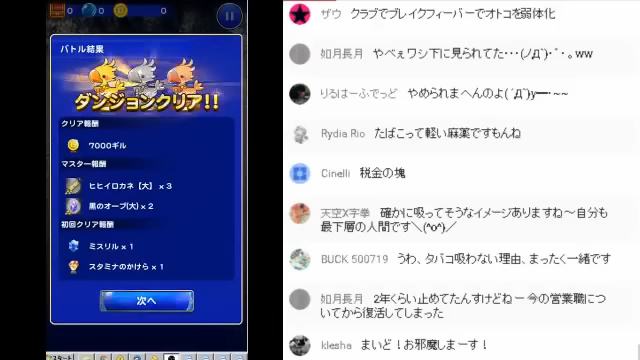 0 0 0
バトル結果
ダンジョンクリア!!
クリア報酬
7000ギル
マスター報酬
ヒヒイロカネ【大】× 3
黒のオーブ(大)× 2
初回クリア報酬
ミスリル × 1
スタミナのかけら × 1
次へ
スタート
ザウ クラブでブレイクフィーバーでオトコを弱体化
如月長月 やべぇワシ下に見られてた・・・(ノД`)・゜・。ww
りるはーふでっど やめられまへんのよ(´Д`)y━・~~
Rydia Rio たばこって軽い麻薬ですもんね
Cinelli 税金の塊
天空X字拳 確かに吸ってそうなイメージありますね～自分も
最下層の人間です＼(^o^)／
BUCK 500719 うわ、タバコ吸わない理由、まったく一緒です
如月長月 2年くらい止めてたんすけどねー 今の営業職につ
いてから復活してしまった
klesha まいど！お邪魔しまーす！